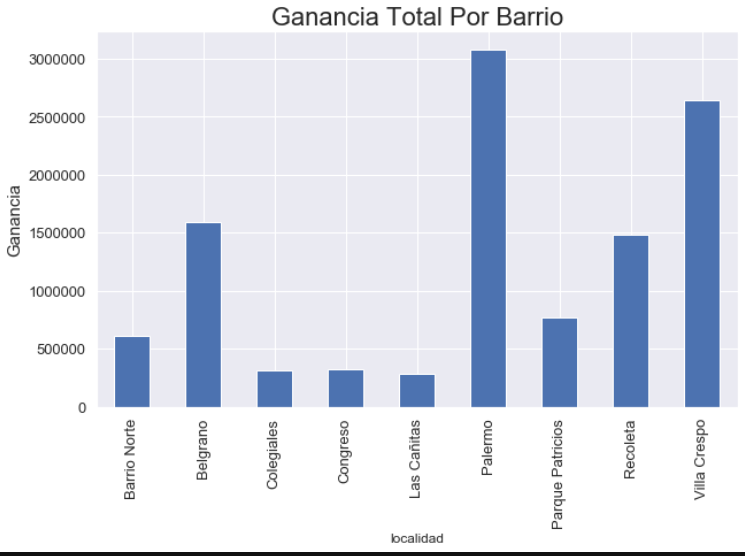 Ganancia Total Por Barrio
Ganancia
3000000
2500000
2000000
1500000
1000000
500000
0
Barrio Norte
Belgrano
Colegiales
Congreso
Las Cañitas
Palermo
Parque Patricios
Recoleta
Villa Crespo
localidad